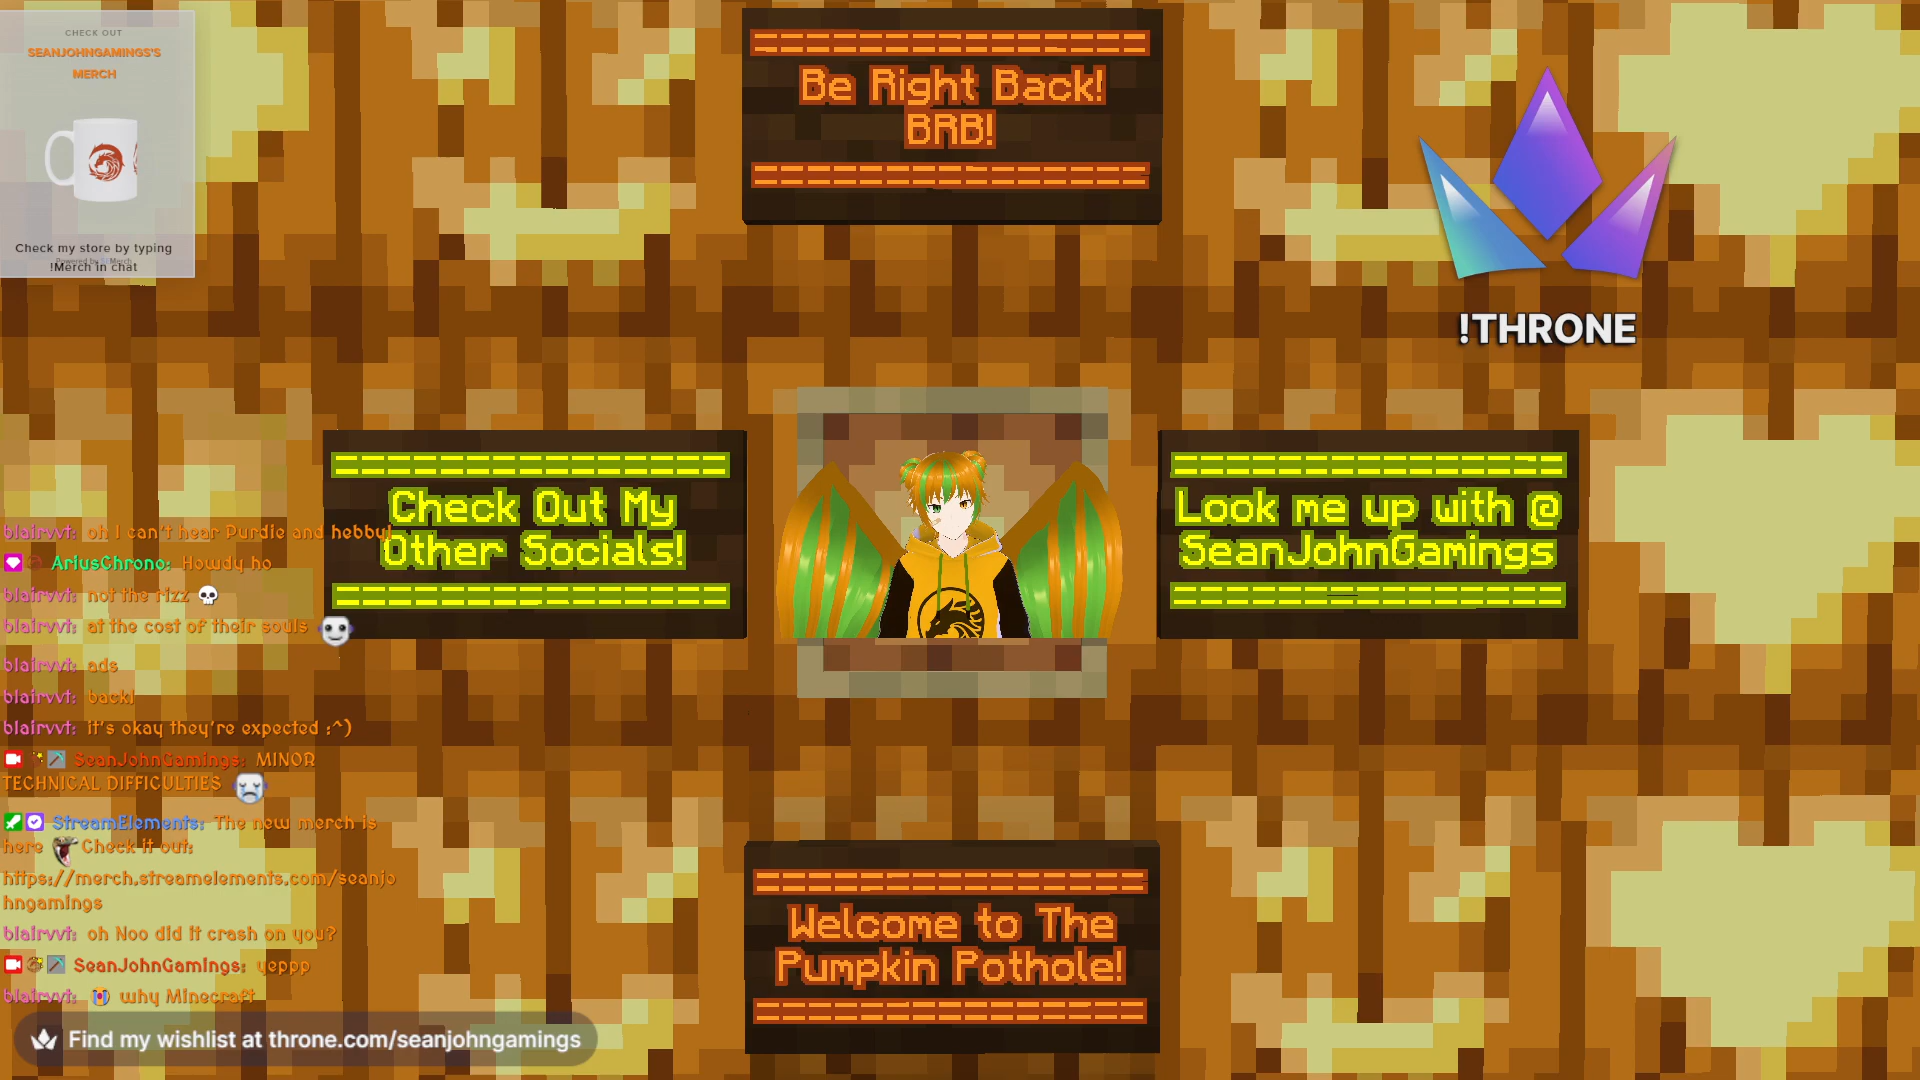 CHECK OUT
SEANJOHNGAMINGS'S
MERCH
Check my store by typing
Powered by SE Merch
!Merch in chat
Be Right Back!
BRB!
!THRONE
Check Out My
Other Socials!
Look me up with @
SeanJohnGamings
blairvvt: oh I can't hear Purdie and hebby!
ArlusChrono: Howdy ho
blairvvt: not the rizz
blairvvt: at the cost of their souls
blairvvt: ads
blairvvt: back!
blairvvt: it's okay they're expected :^)
SeanJohnGamings: MINOR
TECHNICAL DIFFICULTIES
StreamElements: The new merch is
here Check it out:
https://merch.streamelements.com/seanjo
hngamings
blairvvt: oh Noo did it crash on you?
SeanJohnGamings: yeppp
blairvvt: why Minecraft
Welcome to The
Pumpkin Pothole!
Find my wishlist at throne.com/seanjohngamings